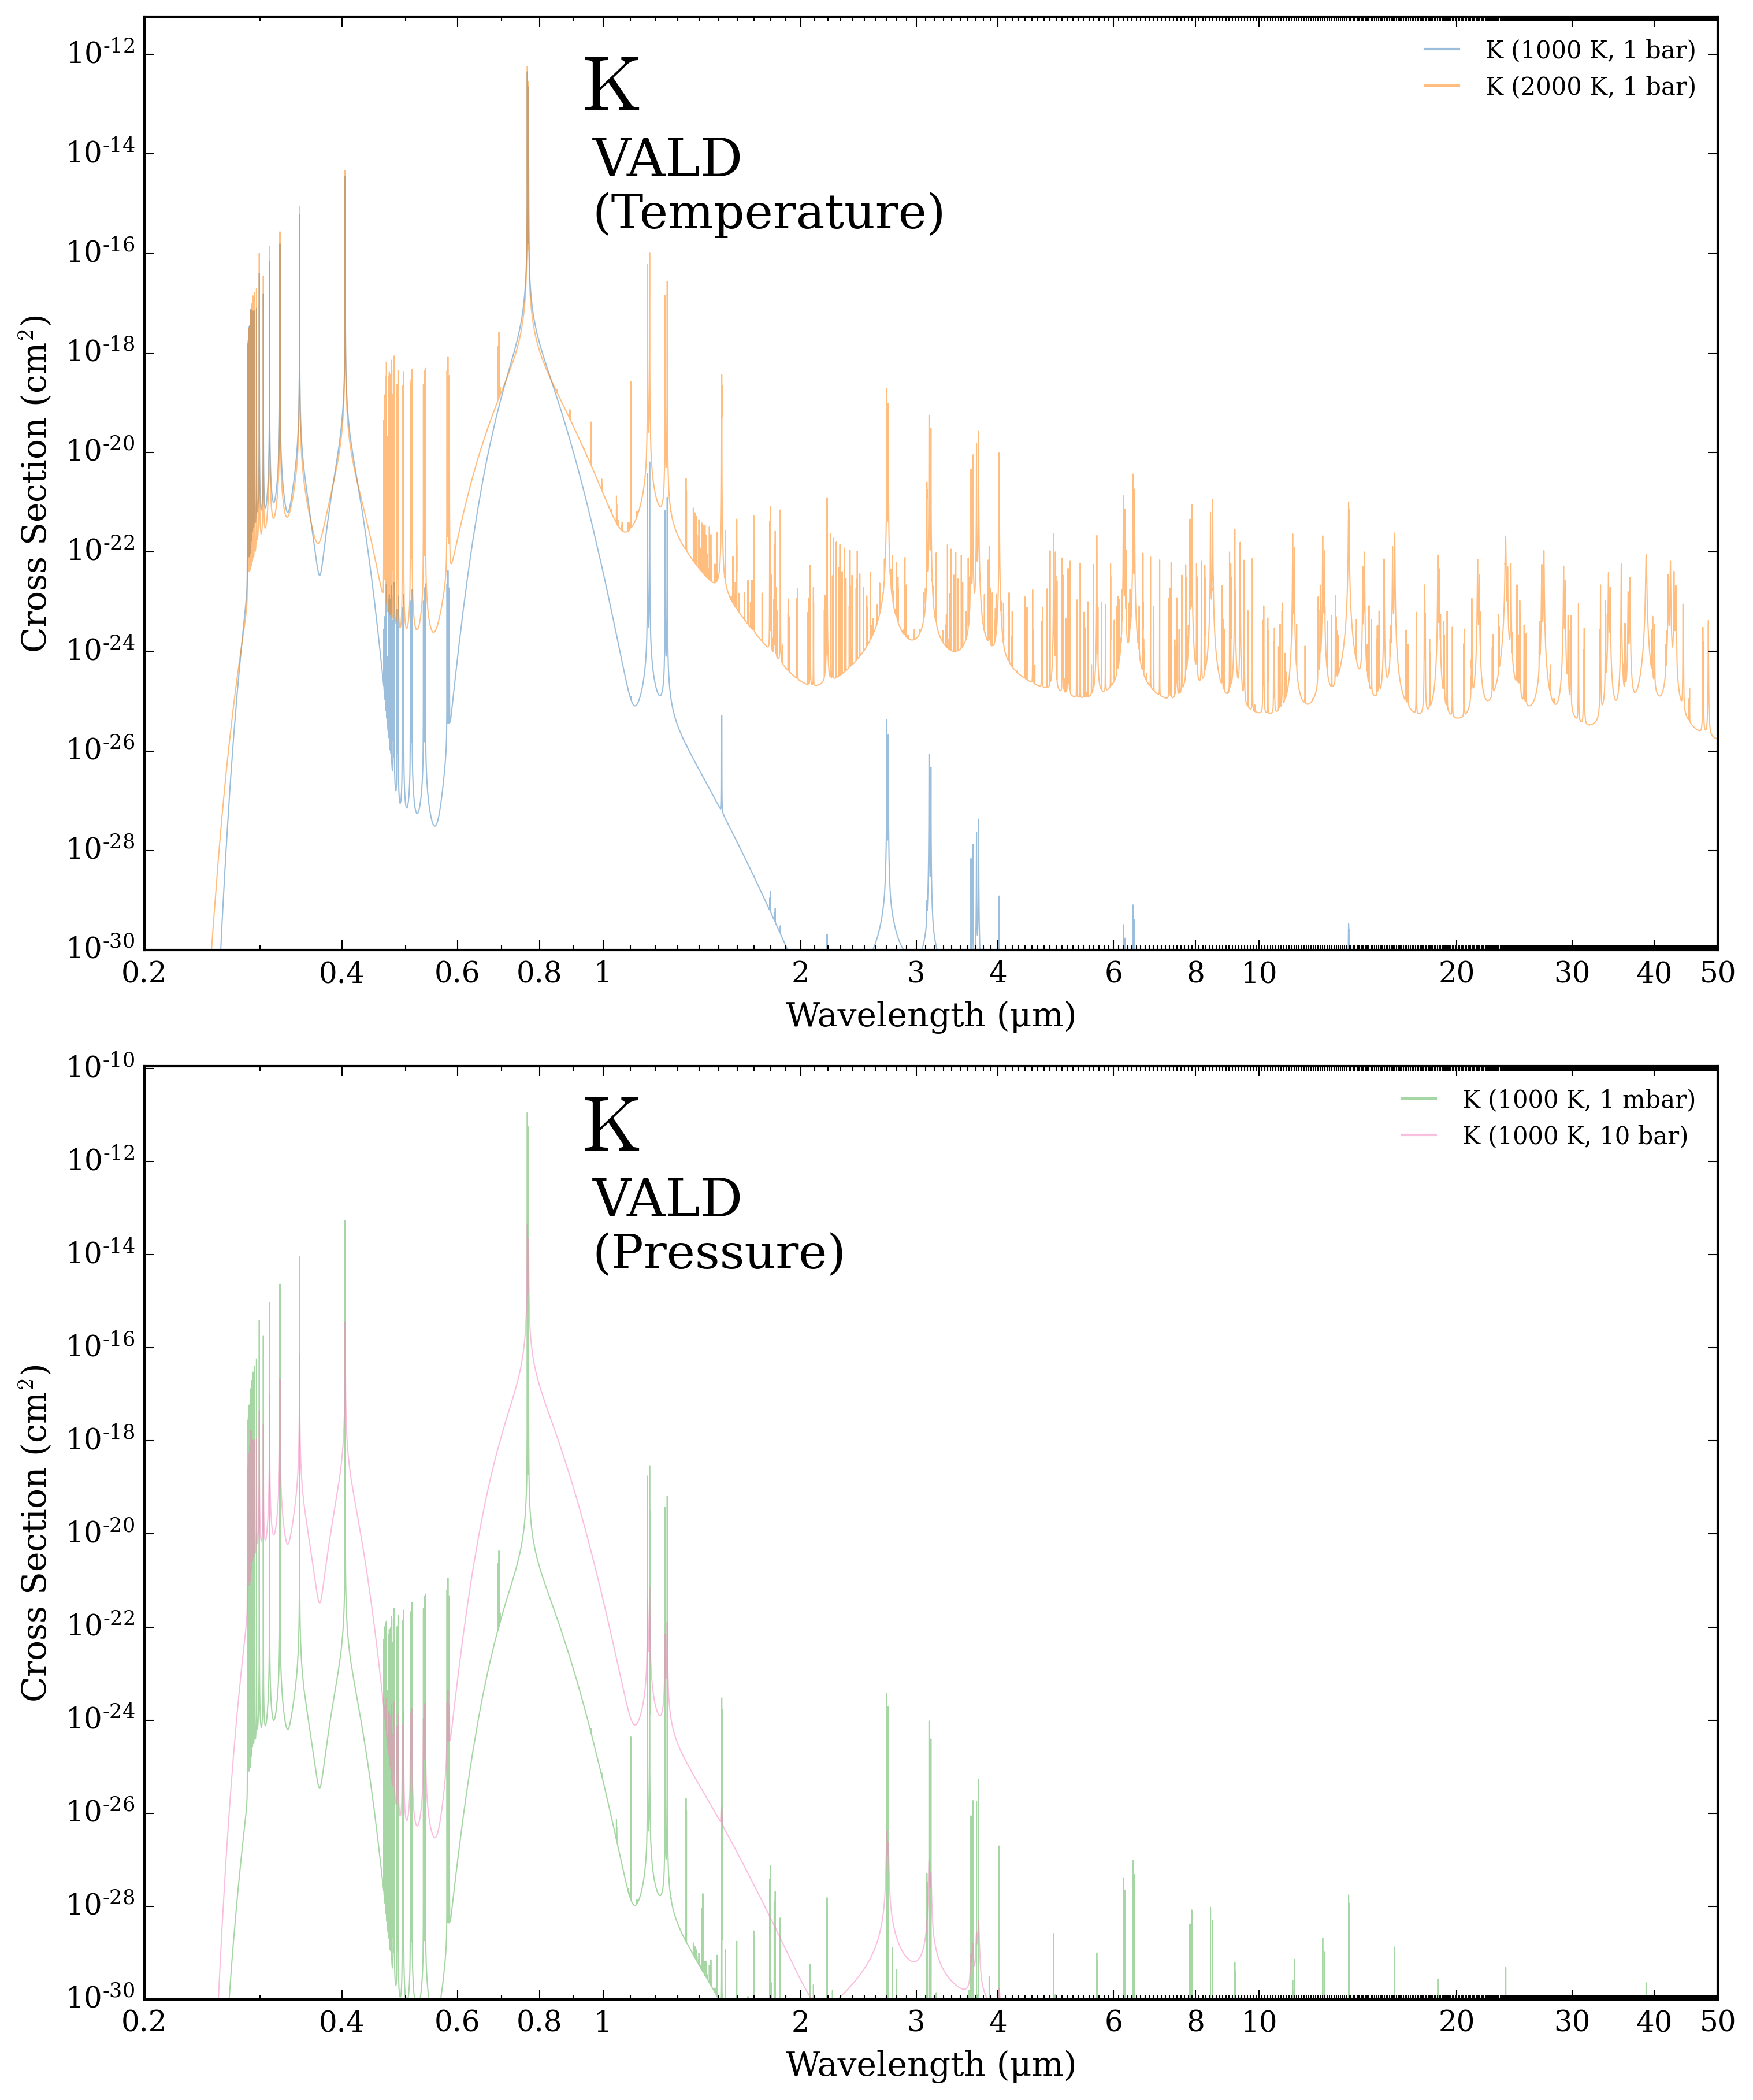 K
VALD
(Temperature)
K (1000 K, 1 bar)
K (2000 K, 1 bar)
Cross Section (cm²)
10⁻¹²
10⁻¹⁴
10⁻¹⁶
10⁻¹⁸
10⁻²⁰
10⁻²²
10⁻²⁴
10⁻²⁶
10⁻²⁸
10⁻³⁰
0.2 0.4 0.6 0.8 1 2 3 4 6 8 10 20 30 40 50
Wavelength (μm)
K
VALD
(Pressure)
K (1000 K, 1 mbar)
K (1000 K, 10 bar)
Cross Section (cm²)
10⁻¹⁰
10⁻¹²
10⁻¹⁴
10⁻¹⁶
10⁻¹⁸
10⁻²⁰
10⁻²²
10⁻²⁴
10⁻²⁶
10⁻²⁸
10⁻³⁰
0.2 0.4 0.6 0.8 1 2 3 4 6 8 10 20 30 40 50
Wavelength (μm)